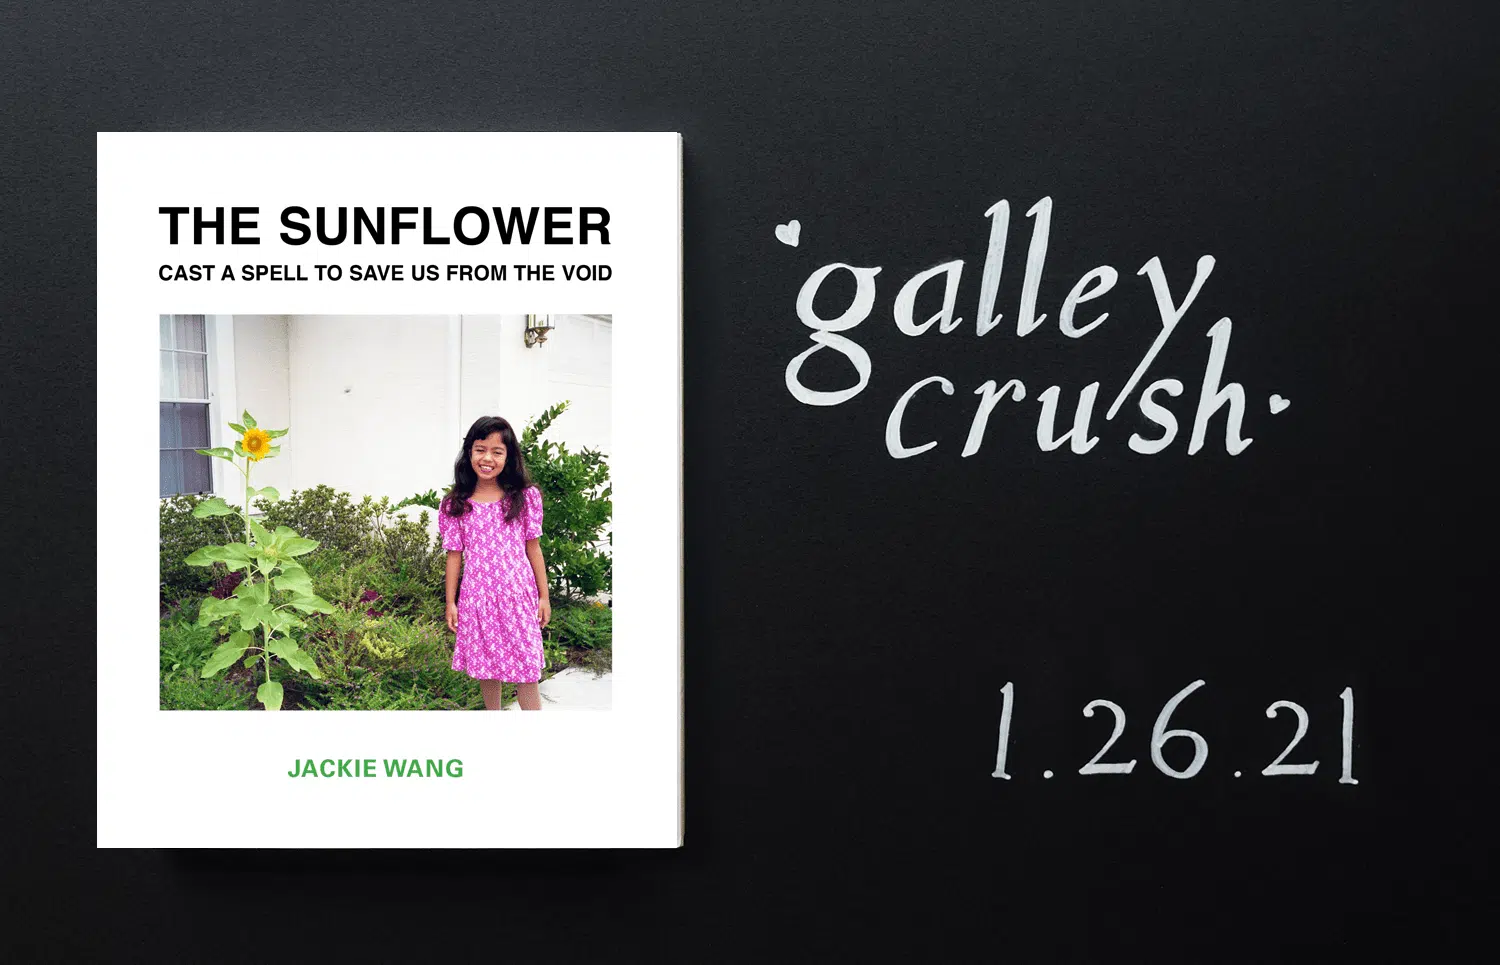 THE SUNFLOWER
CAST A SPELL TO SAVE US FROM THE VOID
JACKIE WANG
galley
crush
1.26.21